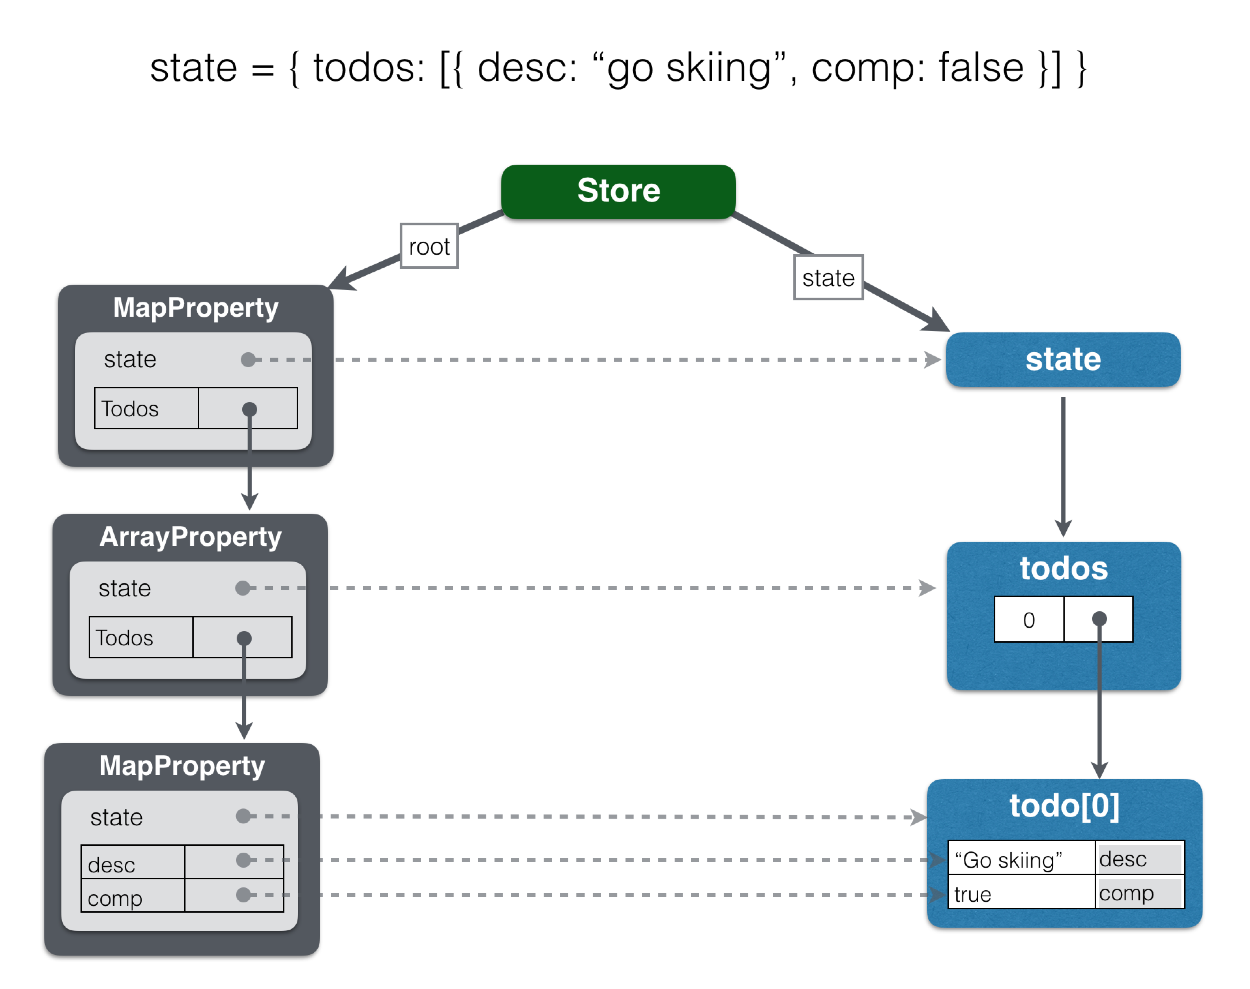 state = { todos: [{ desc: “go skiing”, comp: false }] }
Store
root
state
MapProperty
state
Todos
state
ArrayProperty
state
Todos
todos
0
MapProperty
state
desc
comp
todo[0]
“Go skiing” desc
true comp